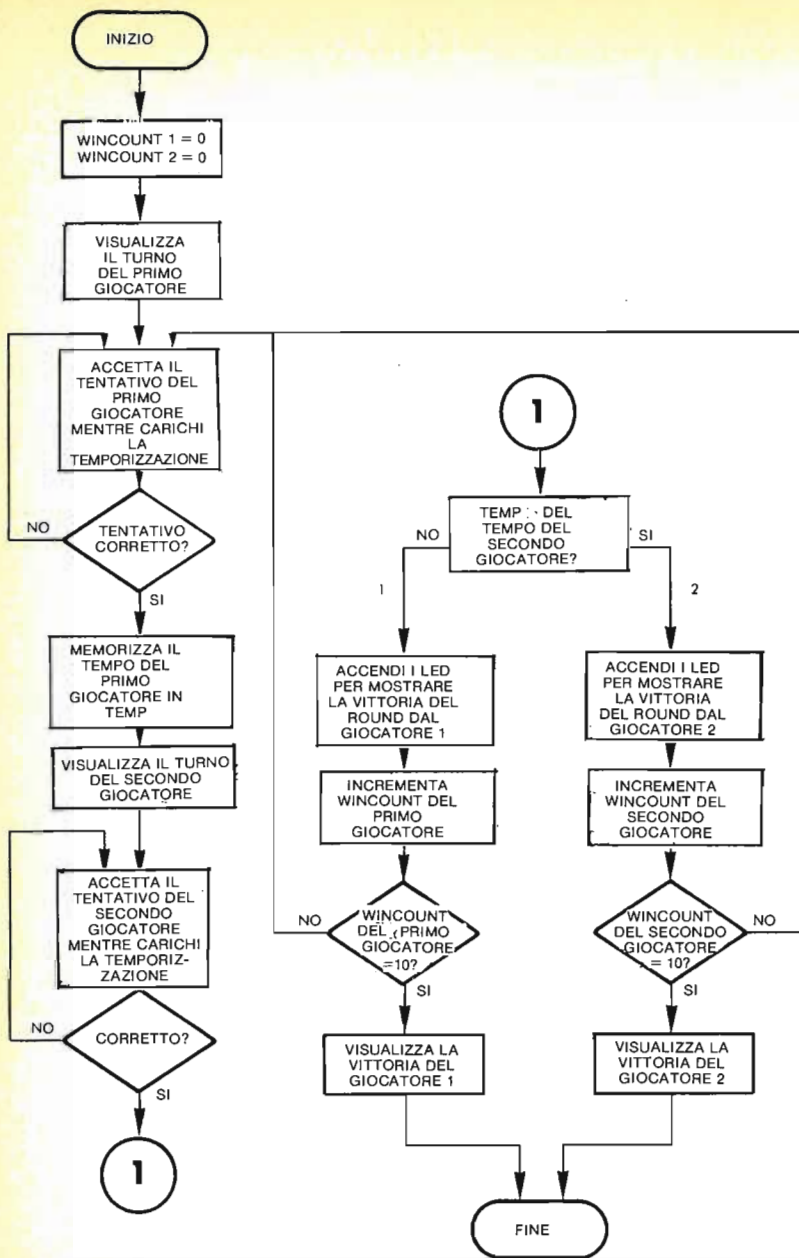 INIZIO
WINCOUNT 1 = 0
WINCOUNT 2 = 0
VISUALIZZA
IL TURNO
DEL PRIMO
GIOCATORE
ACCETTA IL
TENTATIVO DEL
PRIMO
GIOCATORE
MENTRE CARICHI
LA
TEMPORIZZAZIONE
NO
TENTATIVO
CORRETTO?
SI
MEMORIZZA IL
TEMPO DEL
PRIMO
GIOCATORE IN
TEMP
VISUALIZZA IL TURNO
DEL SECONDO
GIOCATORE
ACCETTA IL
TENTATIVO DEL
SECONDO
GIOCATORE
MENTRE CARICHI
LA TEMPORIZ-
ZAZIONE
NO
CORRETTO?
SI
1
1
TEMP DEL
TEMPO DEL
SECONDO
GIOCATORE?
NO
SI
1
2
ACCENDI I LED
PER MOSTRARE
LA VITTORIA DEL
ROUND DAL
GIOCATORE 1
INCREMENTA
WINCOUNT DEL
PRIMO
GIOCATORE
NO
WINCOUNT
DEL PRIMO
GIOCATORE
=10?
SI
VISUALIZZA LA
VITTORIA DEL
GIOCATORE 1
ACCENDI I LED
PER MOSTRARE
LA VITTORIA
DEL ROUND DAL
GIOCATORE 2
INCREMENTA
WINCOUNT DEL
SECONDO
GIOCATORE
WINCOUNT
DEL SECONDO
GIOCATORE
= 10?
NO
SI
VISUALIZZA LA
VITTORIA DEL
GIOCATORE 2
FINE